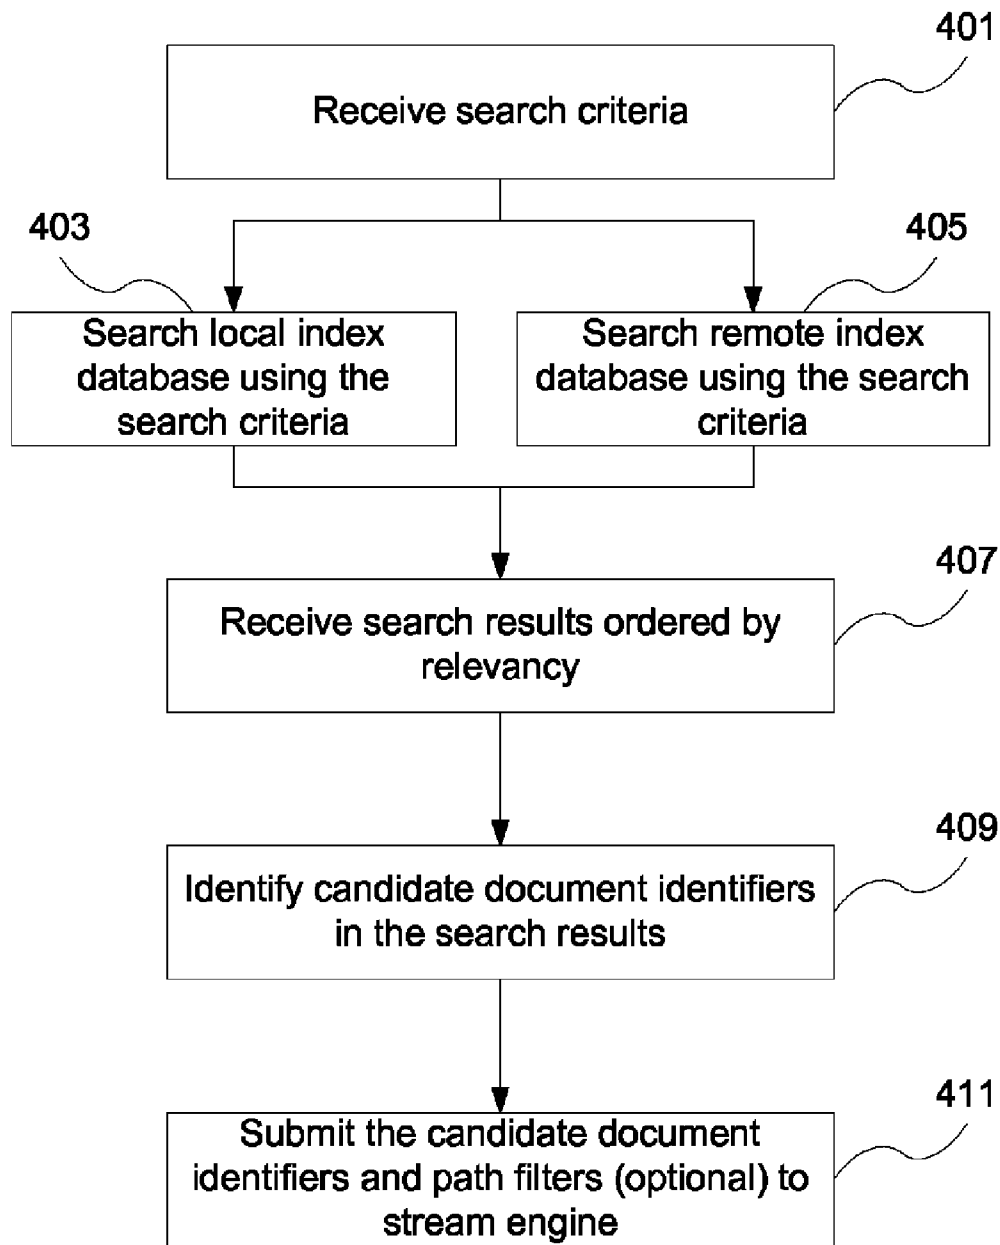 401
Receive search criteria
403
405
Search local index
database using the
search criteria
Search remote index
database using the search
criteria
407
Receive search results ordered by
relevancy
409
Identify candidate document identifiers
in the search results
411
Submit the candidate document
identifiers and path filters (optional) to
stream engine